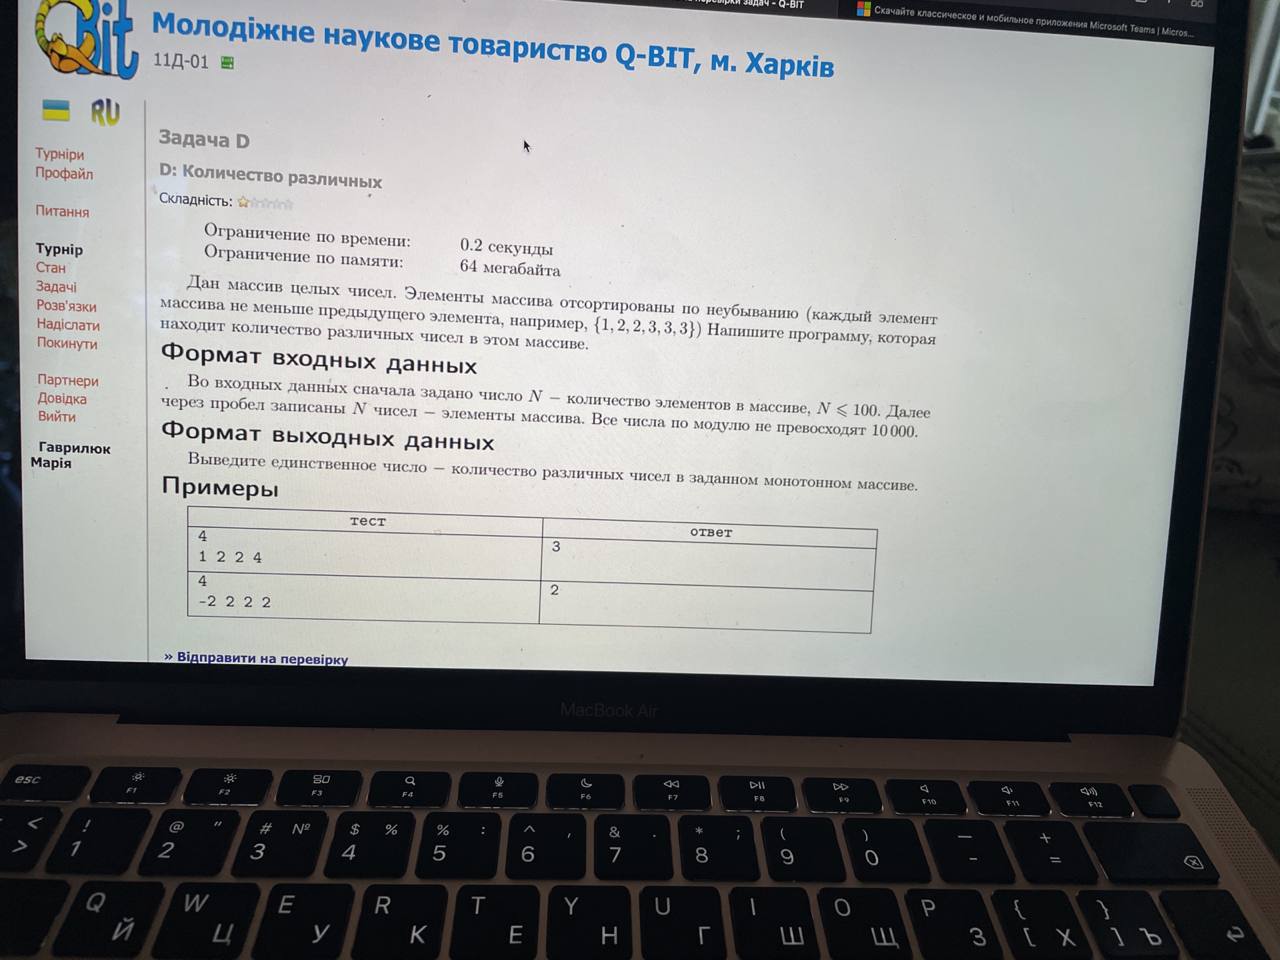 перевірки задач - Q-BIT
Скачайте классическое и мобильное приложения Microsoft Teams | Micros...
QBit
Молодіжне наукове товариство Q-BIT, м. Харків
11Д-01
RU
Турніри
Профайл
Питання
Турнір
Стан
Задачі
Розв'язки
Надіслати
Покинути
Партнери
Довідка
Вийти
Гаврилюк
Марія
Задача D
D: Количество различных
Складність:
Ограничение по времени: 0.2 секунды
Ограничение по памяти: 64 мегабайта
Дан массив целых чисел. Элементы массива отсортированы по неубыванию (каждый элемент
массива не меньше предыдущего элемента, например, {1, 2, 2, 3, 3, 3}) Напишите программу, которая
находит количество различных чисел в этом массиве.
Формат входных данных
Во входных данных сначала задано число N — количество элементов в массиве, N ⩽ 100. Далее
через пробел записаны N чисел — элементы массива. Все числа по модулю не превосходят 10 000.
Формат выходных данных
Выведите единственное число — количество различных чисел в заданном монотонном массиве.
Примеры
тест ответ
4 3
1 2 2 4
4 2
-2 2 2 2
» Відправити на перевірку
MacBook Air
esc F1 F2 F3 F4 F5 F6 F7 F8 F9 F10 F11 F12
< ! @ " # № $ % % : ^ , & . * ; ( ) — +
> 1 2 3 4 5 6 7 8 9 0 - =
Q W E R T Y U I O P { }
Й Ц У К Е Н Г Ш Щ З [ Х ] Ъ